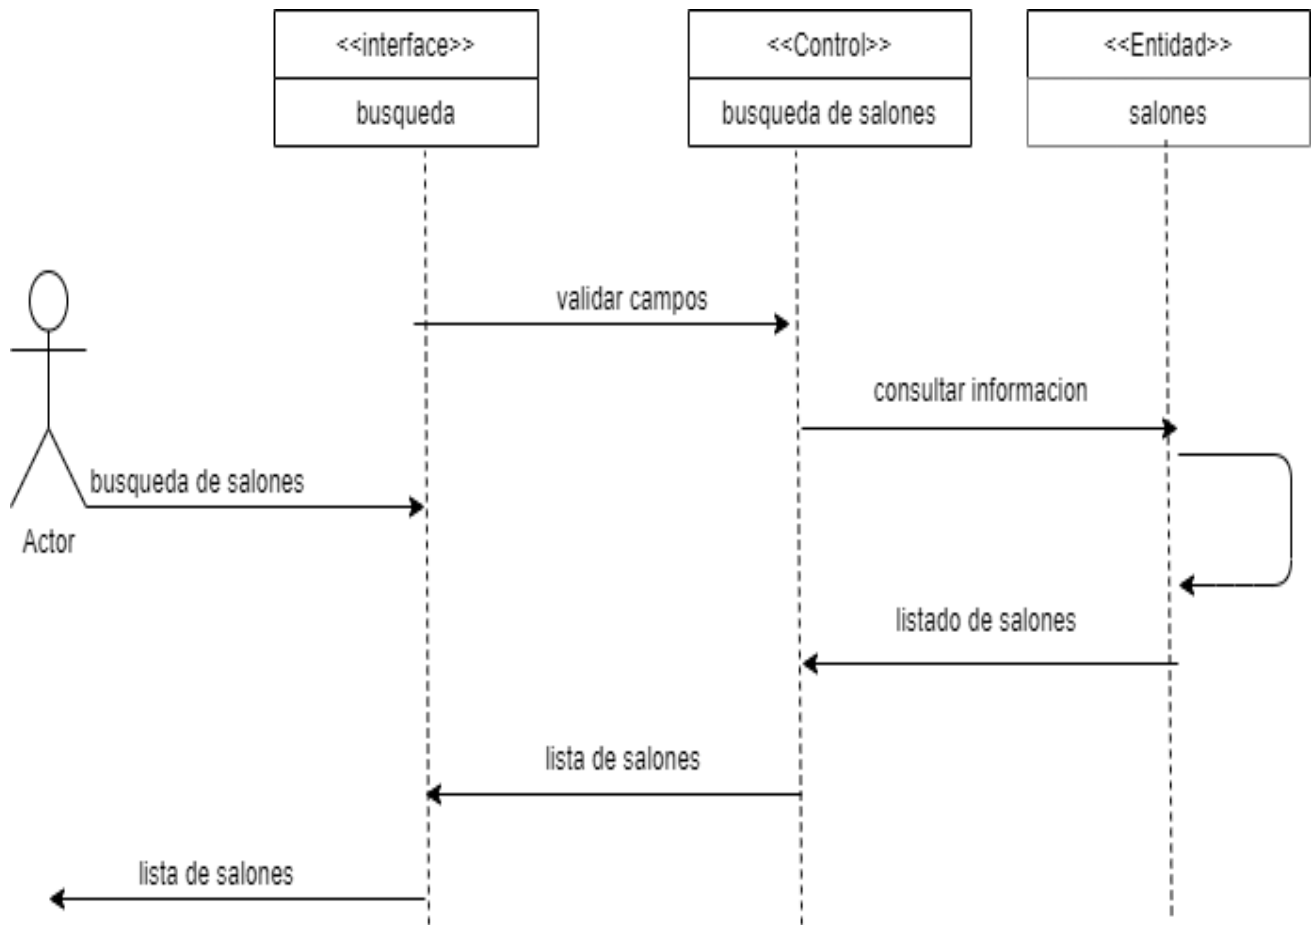 <<interface>>
busqueda
<<Control>>
busqueda de salones
<<Entidad>>
salones
validar campos
consultar informacion
busqueda de salones
Actor
listado de salones
lista de salones
lista de salones